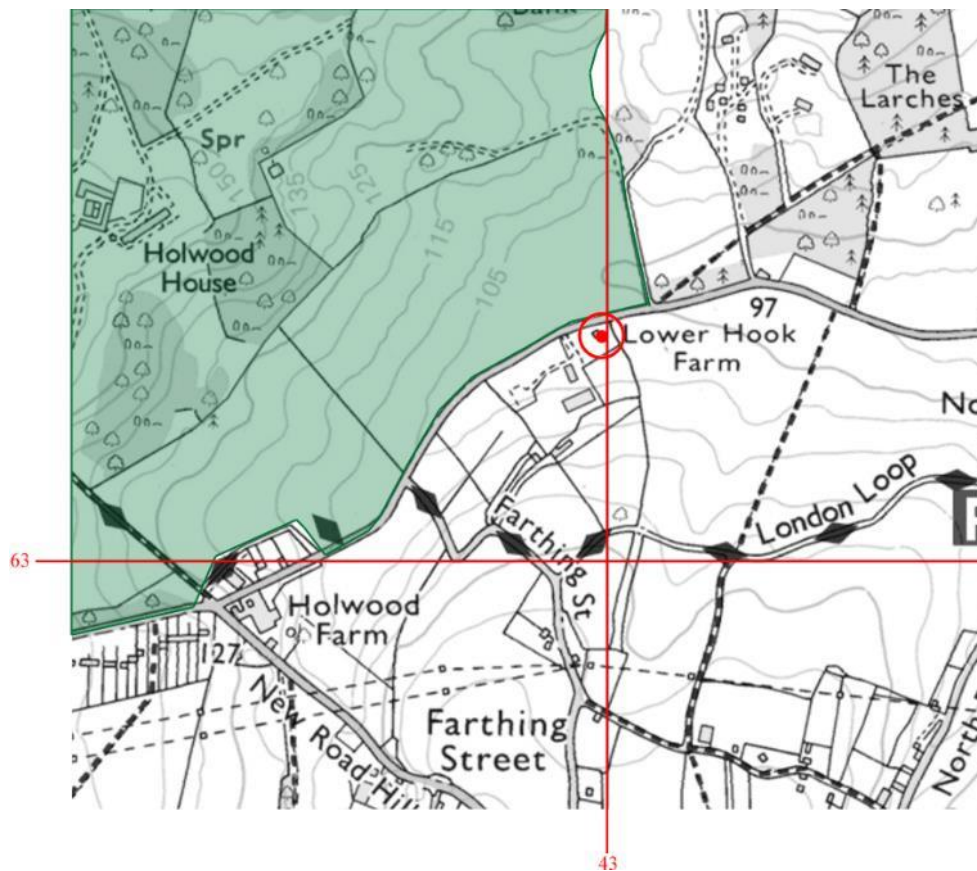 The
Larches
Spr
150
135
125
115
105
Holwood
House
97
Lower Hook
Farm
No
London Loop
Farthing St
63
Holwood
Farm
127
New Road Hill
Farthing
Street
North
43